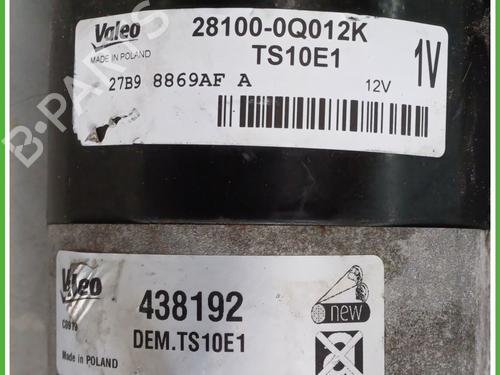 Valeo
28100-0Q012K
MADE IN POLAND
TS10E1
1V
27B9 8869AF A
12V
B-PARTS
Valeo
438192
new
DEM.TS10E1
Made in POLAND